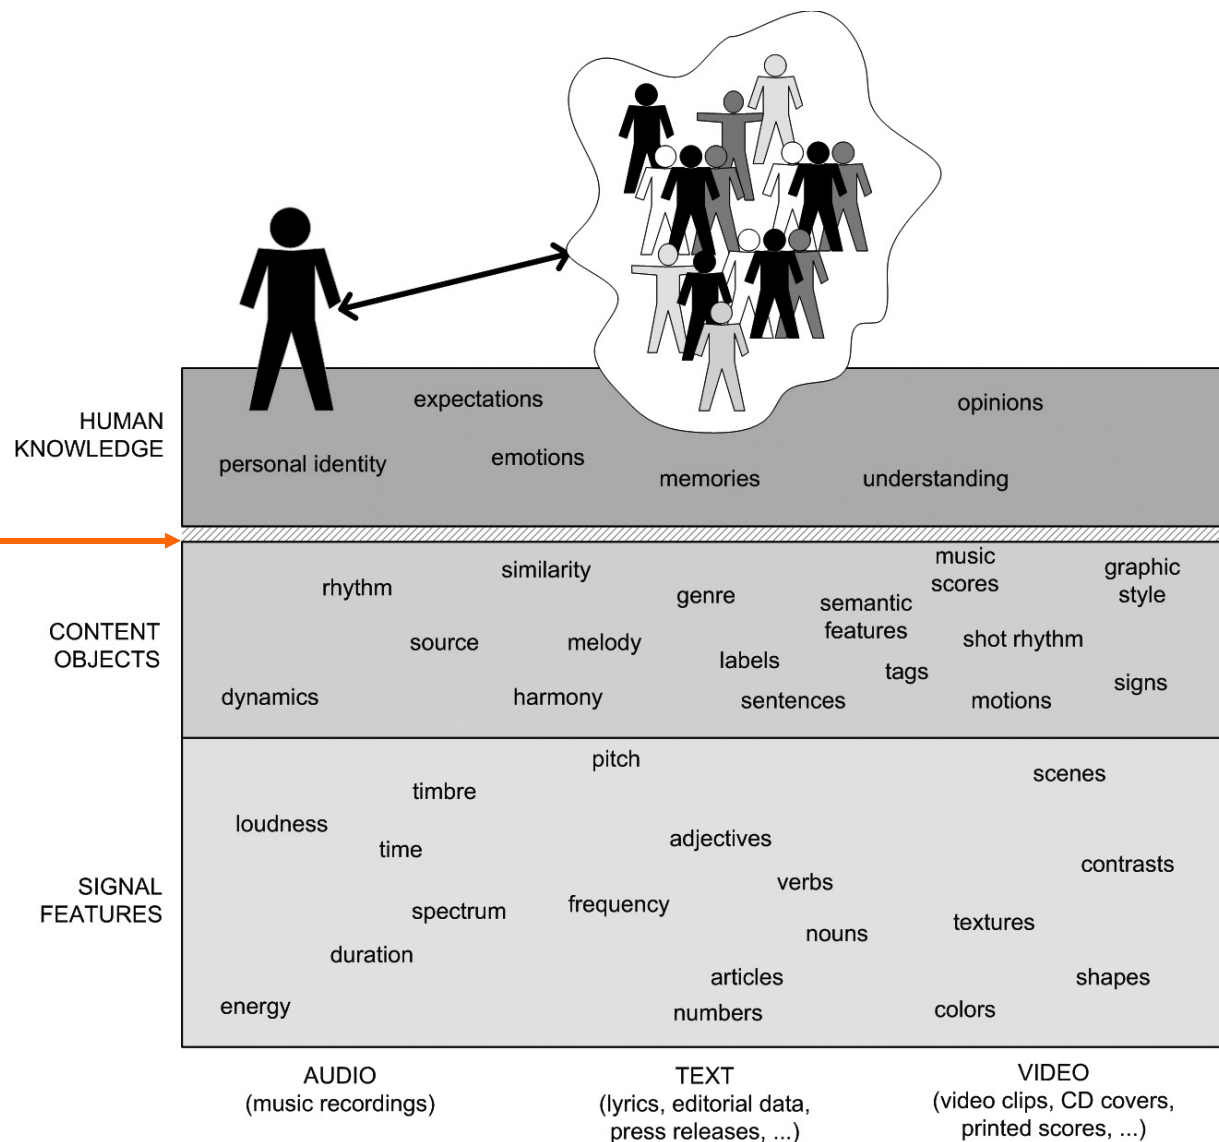 HUMAN
KNOWLEDGE
expectations
opinions
personal identity
emotions
memories
understanding
CONTENT
OBJECTS
rhythm
similarity
genre
semantic
features
music
scores
graphic
style
source
melody
labels
tags
shot rhythm
signs
dynamics
harmony
sentences
motions
SIGNAL
FEATURES
pitch
scenes
timbre
loudness
time
adjectives
contrasts
verbs
spectrum
frequency
nouns
textures
duration
articles
shapes
energy
numbers
colors
AUDIO
(music recordings)
TEXT
(lyrics, editorial data,
press releases, ...)
VIDEO
(video clips, CD covers,
printed scores, ...)